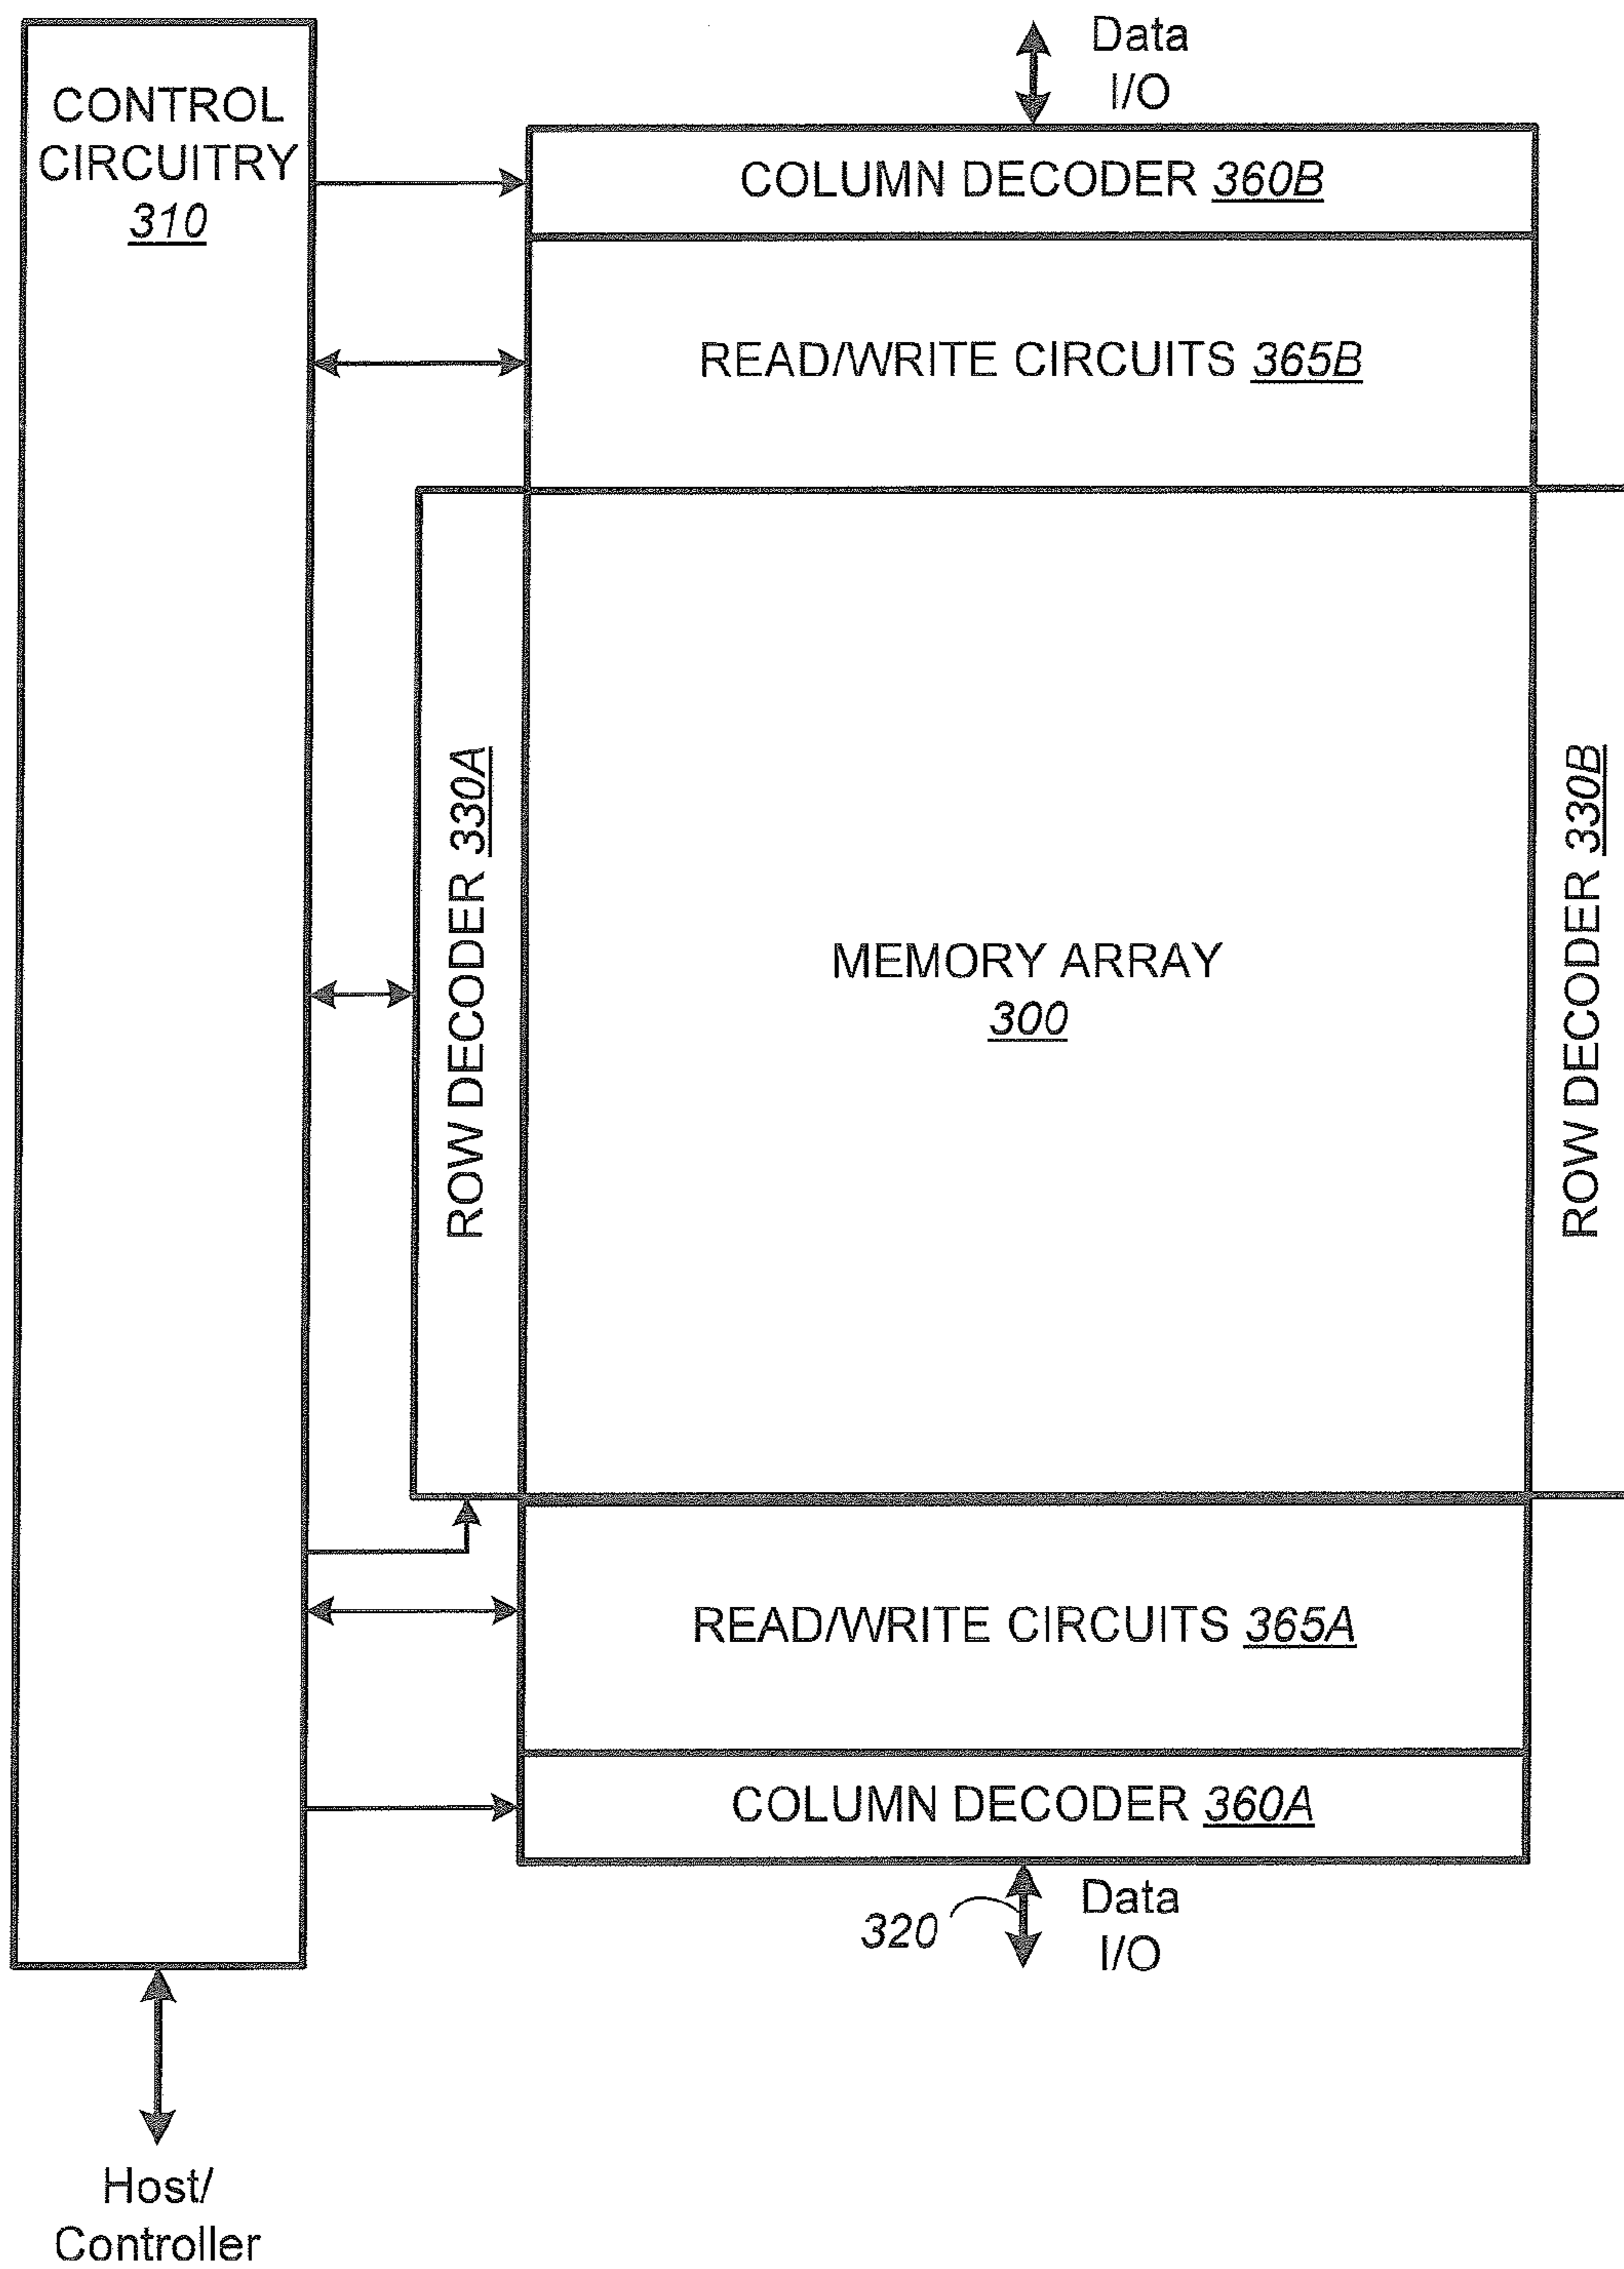 Data
I/O
CONTROL
CIRCUITRY
310
COLUMN DECODER 360B
READ/WRITE CIRCUITS 365B
ROW DECODER 330A
MEMORY ARRAY
300
ROW DECODER 330B
READ/WRITE CIRCUITS 365A
COLUMN DECODER 360A
320
Data
I/O
Host/
Controller